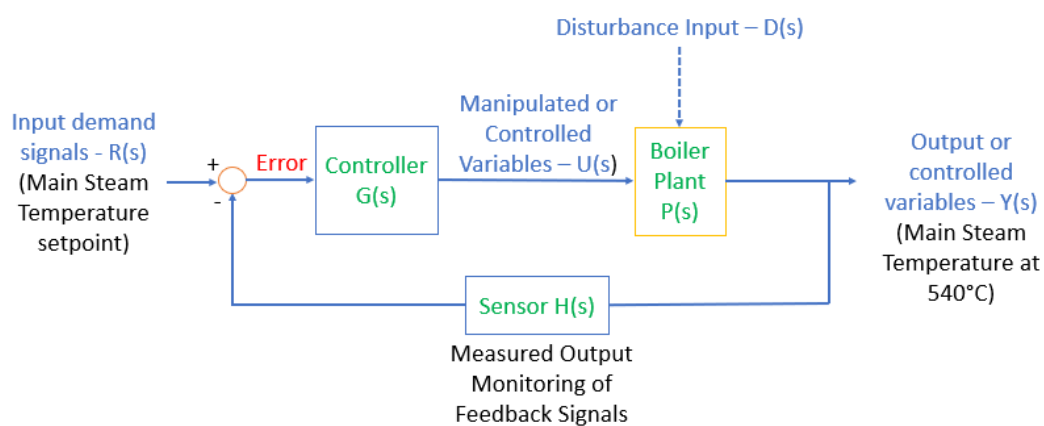 Disturbance Input – D(s)
Input demand
signals - R(s)
(Main Steam
Temperature
setpoint)
+
-
Error
Controller
G(s)
Manipulated or
Controlled
Variables – U(s)
Boiler
Plant
P(s)
Output or
controlled
variables – Y(s)
(Main Steam
Temperature at
540°C)
Sensor H(s)
Measured Output
Monitoring of
Feedback Signals